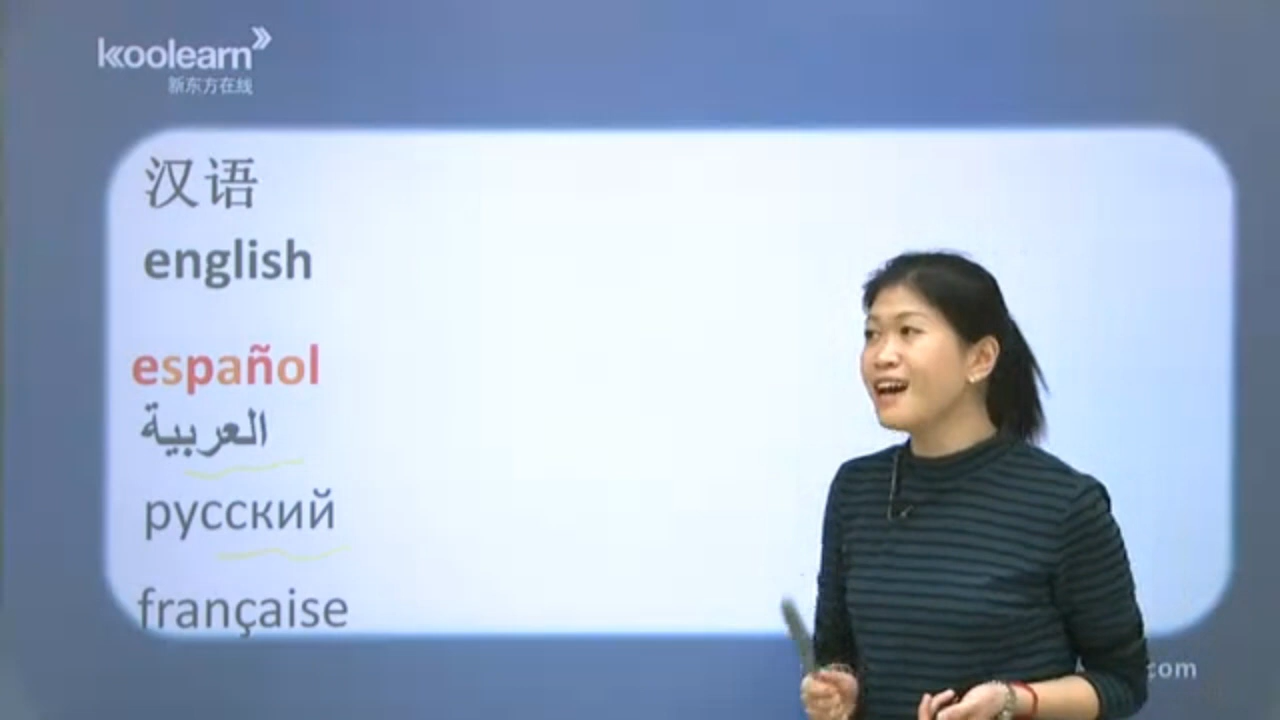 koolearn
新东方在线
汉语
english
español
العربية
русский
française
.com